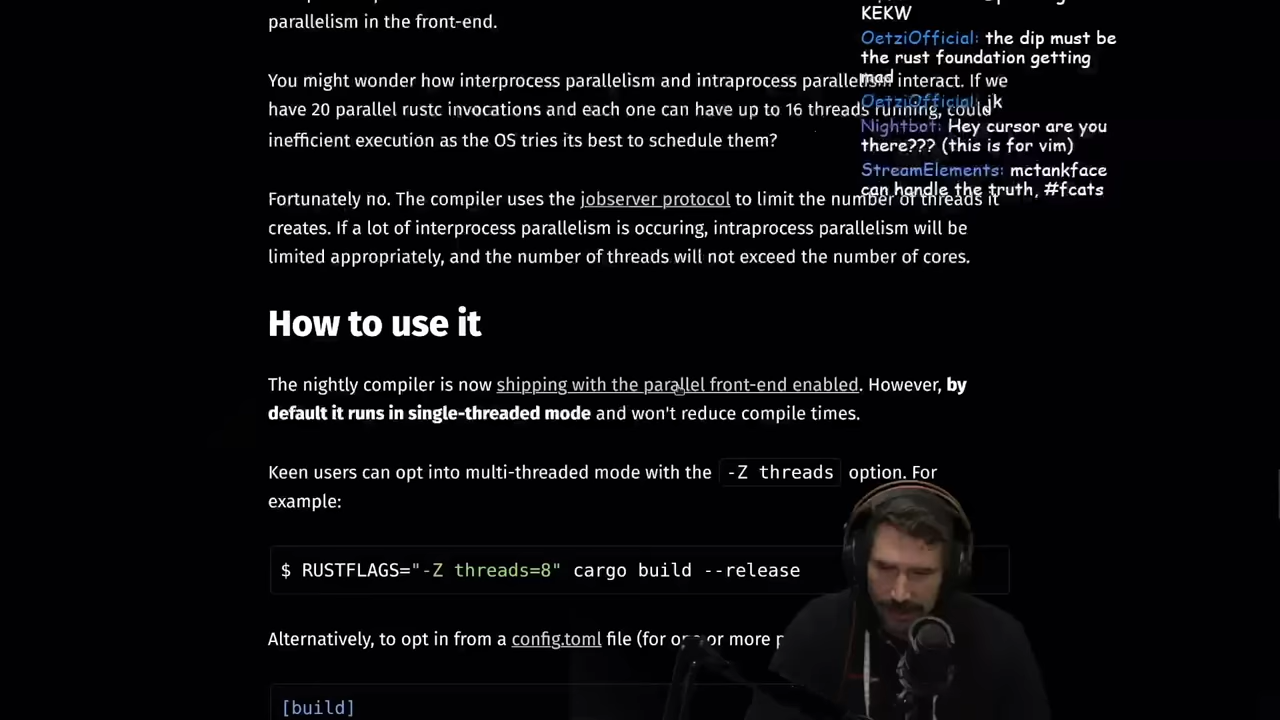 parallelism in the front-end.
You might wonder how interprocess parallelism and intraprocess parallelism interact. If we
have 20 parallel rustc invocations and each one can have up to 16 threads running, could
inefficient execution as the OS tries its best to schedule them?
Fortunately no. The compiler uses the jobserver protocol to limit the number of threads it
creates. If a lot of interprocess parallelism is occuring, intraprocess parallelism will be
limited appropriately, and the number of threads will not exceed the number of cores.
How to use it
The nightly compiler is now shipping with the parallel front-end enabled. However, by
default it runs in single-threaded mode and won't reduce compile times.
Keen users can opt into multi-threaded mode with the -Z threads option. For
example:
$ RUSTFLAGS="-Z threads=8" cargo build --release
Alternatively, to opt in from a config.toml file (for one or more p
[build]
KEKW
OetziOfficial: the dip must be
the rust foundation getting
mad
OetziOfficial: jk
Nightbot: Hey cursor are you
there??? (this is for vim)
StreamElements: mctankface
can handle the truth, #fcats